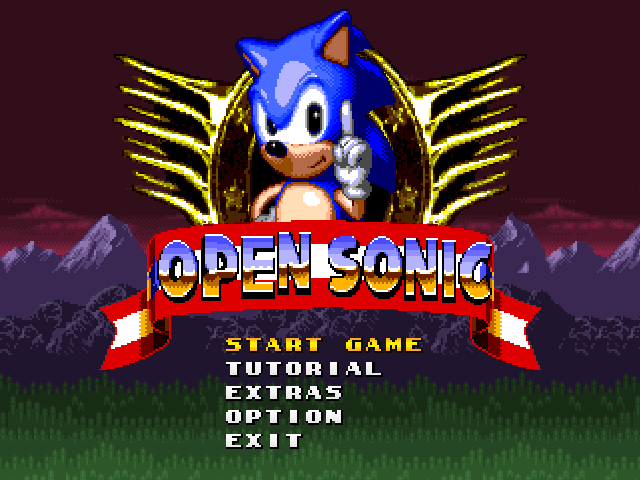 OPEN SONIC
START GAME
TUTORIAL
EXTRAS
OPTION
EXIT